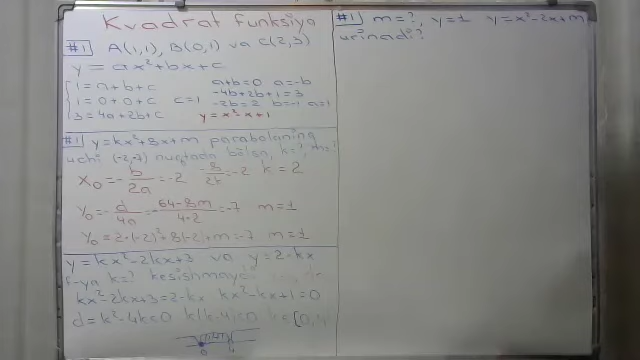 Kvadrat funksiya
#1 A(1,1), B(0,1) va C(2,3)
y = ax²+bx+c
1 = a+b+c a+b=0 a=-b
1 = 0+0+c c=1 -4b+2b+1=3
3 = 4a+2b+c -2b=2 b=-1 a=1
y = x²-x+1
#1 y=kx²+8x+m parabolaning
uchi (-2,-7) nuqtada bo'lsa, k=?, m=?
x₀=-b/2a=-2 -8/2k=-2 k=2
y₀=-d/4a=-(64-8m)/(4·2)=-7 m=1
y₀=2·(-2)²+8(-2)+m=-7 m=1
y=kx²-2kx+3 va y=2-kx
f-ya k=? kesishmaydi
kx²-2kx+3=2-kx kx²-kx+1=0
d=k²-4k<0 k(k-4)<0
0
#1 m=?, y=1 y=x²-2x+m
urinadi?